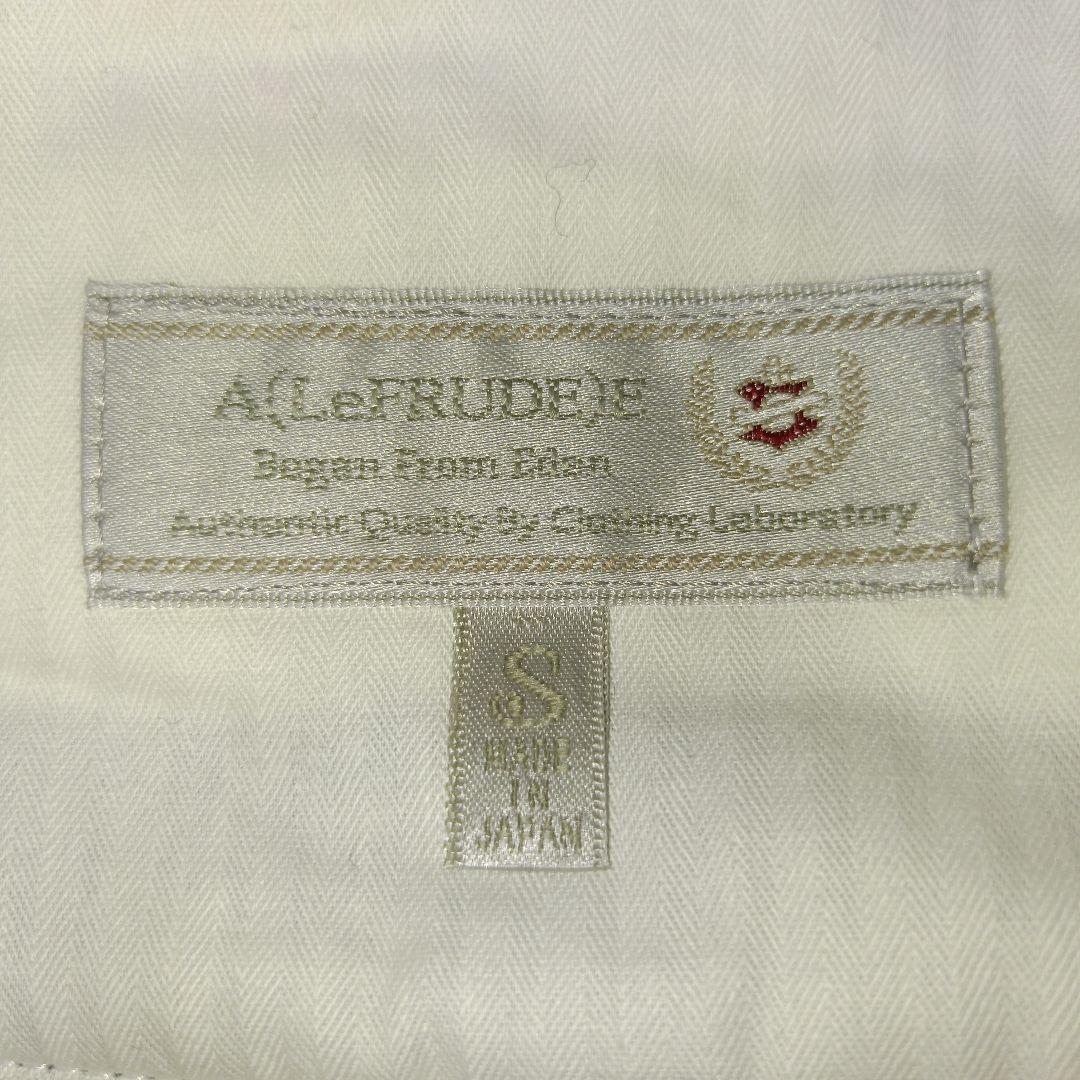 A(LeFRUDE)E
Began From Eden
Authentic Quality By Clothing Laboratory
S
MADE
IN
JAPAN